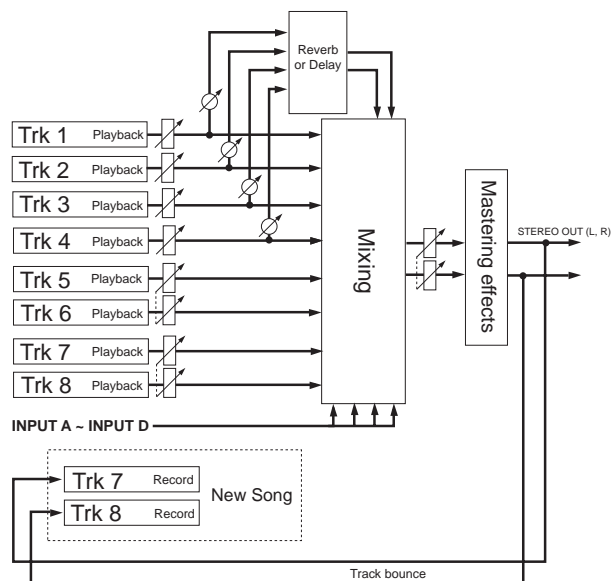 Reverb
or Delay
Trk 1 Playback
Trk 2 Playback
Trk 3 Playback
Trk 4 Playback
Trk 5 Playback
Trk 6 Playback
Trk 7 Playback
Trk 8 Playback
Mixing
Mastering effects
STEREO OUT (L, R)
INPUT A ~ INPUT D
Trk 7 Record
Trk 8 Record
New Song
Track bounce